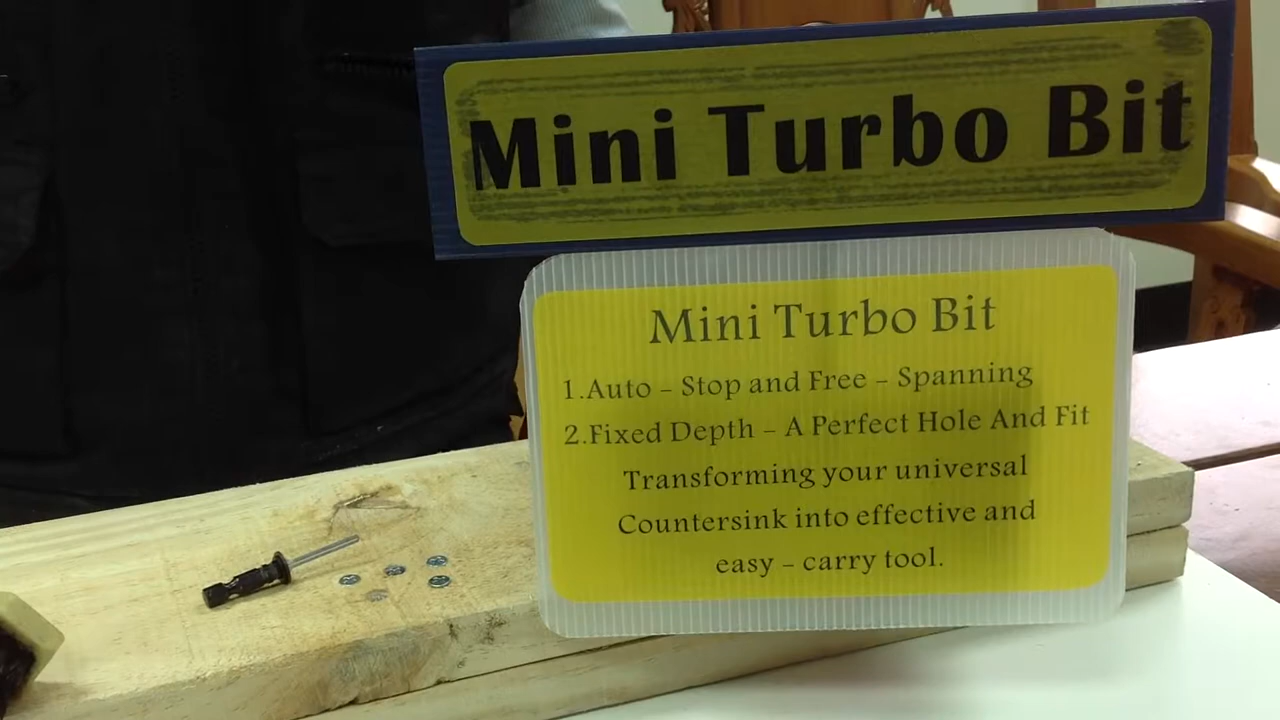 Mini Turbo Bit
Mini Turbo Bit
1.Auto - Stop and Free - Spanning
2.Fixed Depth - A Perfect Hole And Fit
Transforming your universal
Countersink into effective and
easy - carry tool.